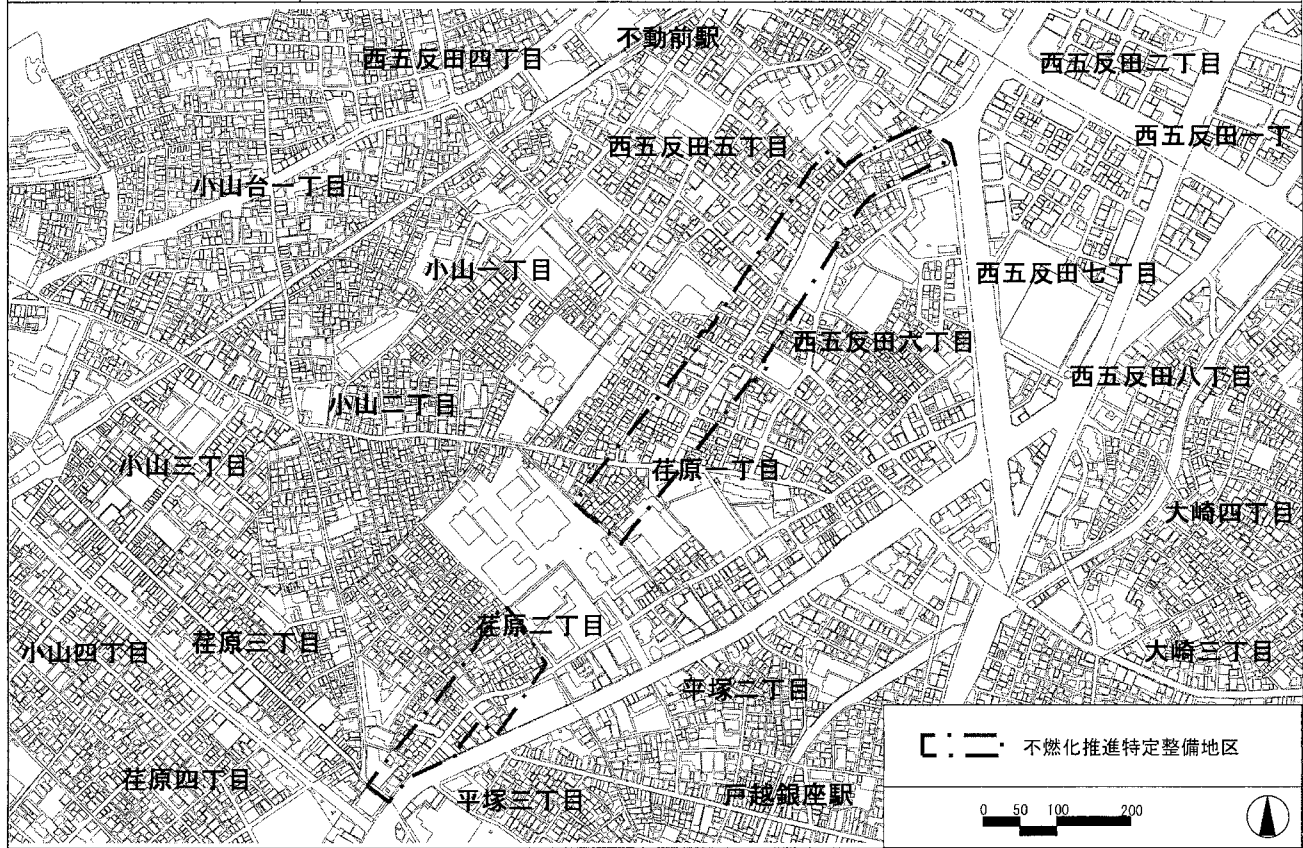 不動前駅
西五反田四丁目
西五反田二丁目
西五反田一丁
西五反田五丁目
小山台一丁目
小山一丁目
西五反田七丁目
西五反田六丁目
西五反田八丁目
小山二丁目
小山三丁目
荏原一丁目
大崎四丁目
荏原二丁目
荏原三丁目
小山四丁目
大崎三丁目
平塚二丁目
不燃化推進特定整備地区
荏原四丁目
平塚三丁目
戸越銀座駅
0 50 100 200